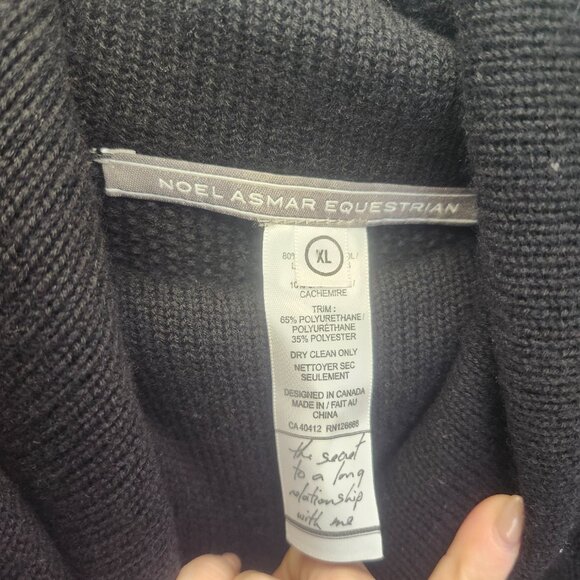 NOEL ASMAR EQUESTRIAN
XL
CACHEMIRE
TRIM :
65% POLYURETHANE/
POLYURÉTHANE
35% POLYESTER
DRY CLEAN ONLY
NETTOYER SEC
SEULEMENT
DESIGNED IN CANADA
MADE IN / FAIT AU
CHINA
CA 40412 RN126668
the secret
to a long
relationship
with me